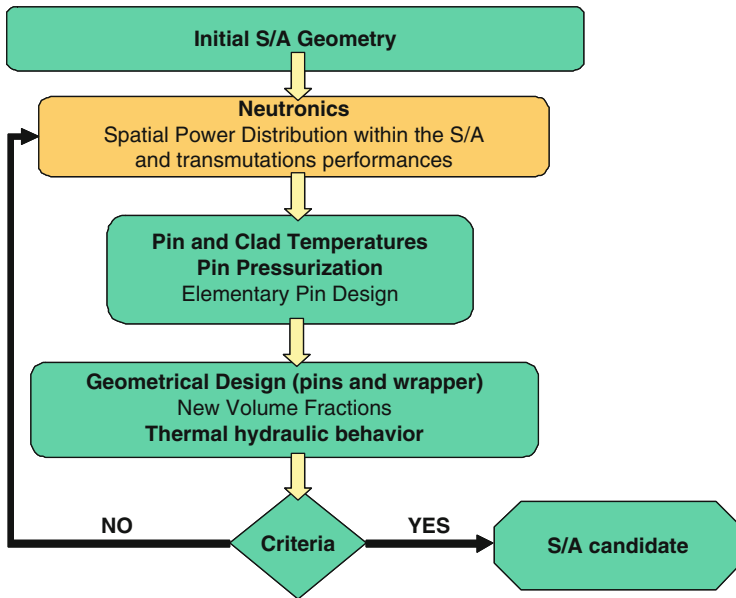 Initial S/A Geometry
Neutronics
Spatial Power Distribution within the S/A
and transmutations performances
Pin and Clad Temperatures
Pin Pressurization
Elementary Pin Design
Geometrical Design (pins and wrapper)
New Volume Fractions
Thermal hydraulic behavior
NO
Criteria
YES
S/A candidate